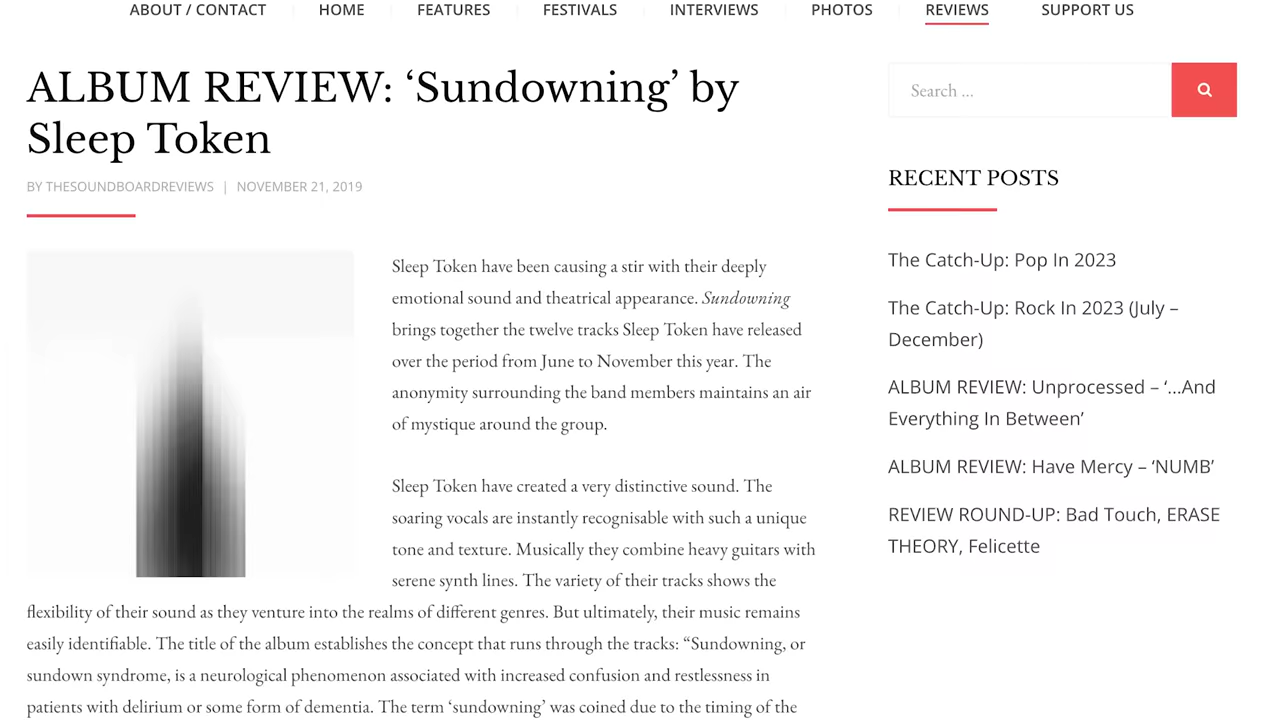 ABOUT / CONTACT HOME FEATURES FESTIVALS INTERVIEWS PHOTOS REVIEWS SUPPORT US
ALBUM REVIEW: ‘Sundowning’ by
Sleep Token
BY THESOUNDBOARDREVIEWS | NOVEMBER 21, 2019
Sleep Token have been causing a stir with their deeply
emotional sound and theatrical appearance. Sundowning
brings together the twelve tracks Sleep Token have released
over the period from June to November this year. The
anonymity surrounding the band members maintains an air
of mystique around the group.
Sleep Token have created a very distinctive sound. The
soaring vocals are instantly recognisable with such a unique
tone and texture. Musically they combine heavy guitars with
serene synth lines. The variety of their tracks shows the
flexibility of their sound as they venture into the realms of different genres. But ultimately, their music remains
easily identifiable. The title of the album establishes the concept that runs through the tracks: “Sundowning, or
sundown syndrome, is a neurological phenomenon associated with increased confusion and restlessness in
patients with delirium or some form of dementia. The term ‘sundowning’ was coined due to the timing of the
Search …
RECENT POSTS
The Catch-Up: Pop In 2023
The Catch-Up: Rock In 2023 (July –
December)
ALBUM REVIEW: Unprocessed – ‘…And
Everything In Between’
ALBUM REVIEW: Have Mercy – ‘NUMB’
REVIEW ROUND-UP: Bad Touch, ERASE
THEORY, Felicette